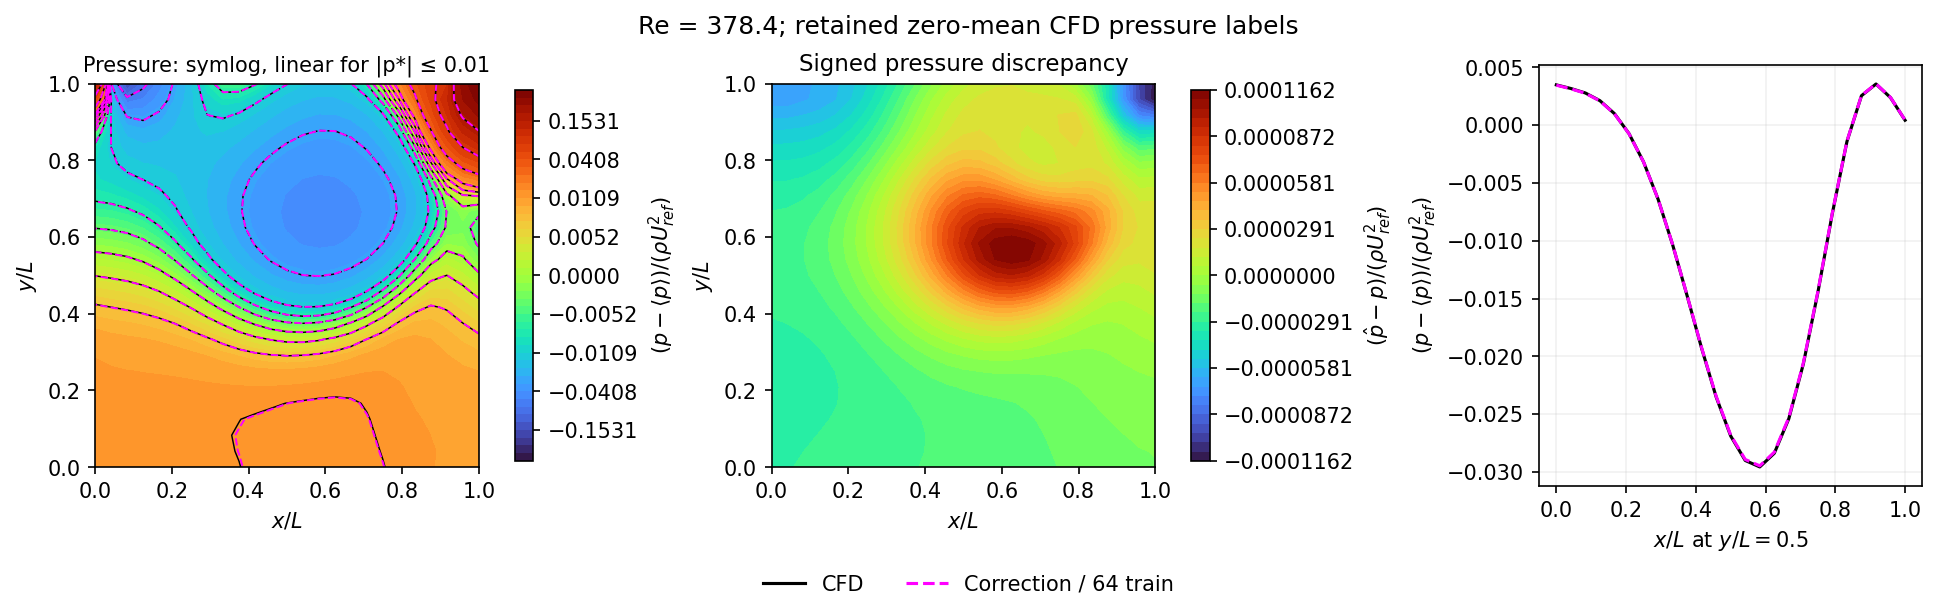 Re = 378.4; retained zero-mean CFD pressure labels
Pressure: symlog, linear for |p*| ≤ 0.01
1.0
0.8
0.6
0.4
0.2
0.0
y/L
0.0 0.2 0.4 0.6 0.8 1.0
x/L
0.1531
0.0408
0.0109
0.0052
0.0000
−0.0052
−0.0109
−0.0408
−0.1531
(p − ⟨p⟩)/(ρU²_ref)
Signed pressure discrepancy
1.0
0.8
0.6
0.4
0.2
0.0
y/L
0.0 0.2 0.4 0.6 0.8 1.0
x/L
0.0001162
0.0000872
0.0000581
0.0000291
0.0000000
−0.0000291
−0.0000581
−0.0000872
−0.0001162
(p̂ − p)/(ρU²_ref)
0.005
0.000
−0.005
−0.010
−0.015
−0.020
−0.025
−0.030
(p − ⟨p⟩)/(ρU²_ref)
0.0 0.2 0.4 0.6 0.8 1.0
x/L at y/L = 0.5
CFD
Correction / 64 train